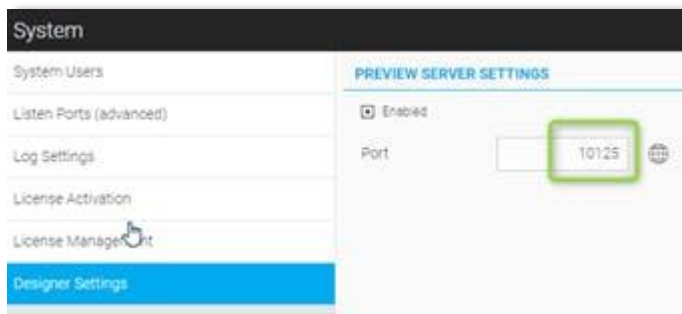 System
System Users
PREVIEW SERVER SETTINGS
Listen Ports (advanced)
Enabled
Log Settings
Port
10125
License Activation
License Management
Designer Settings